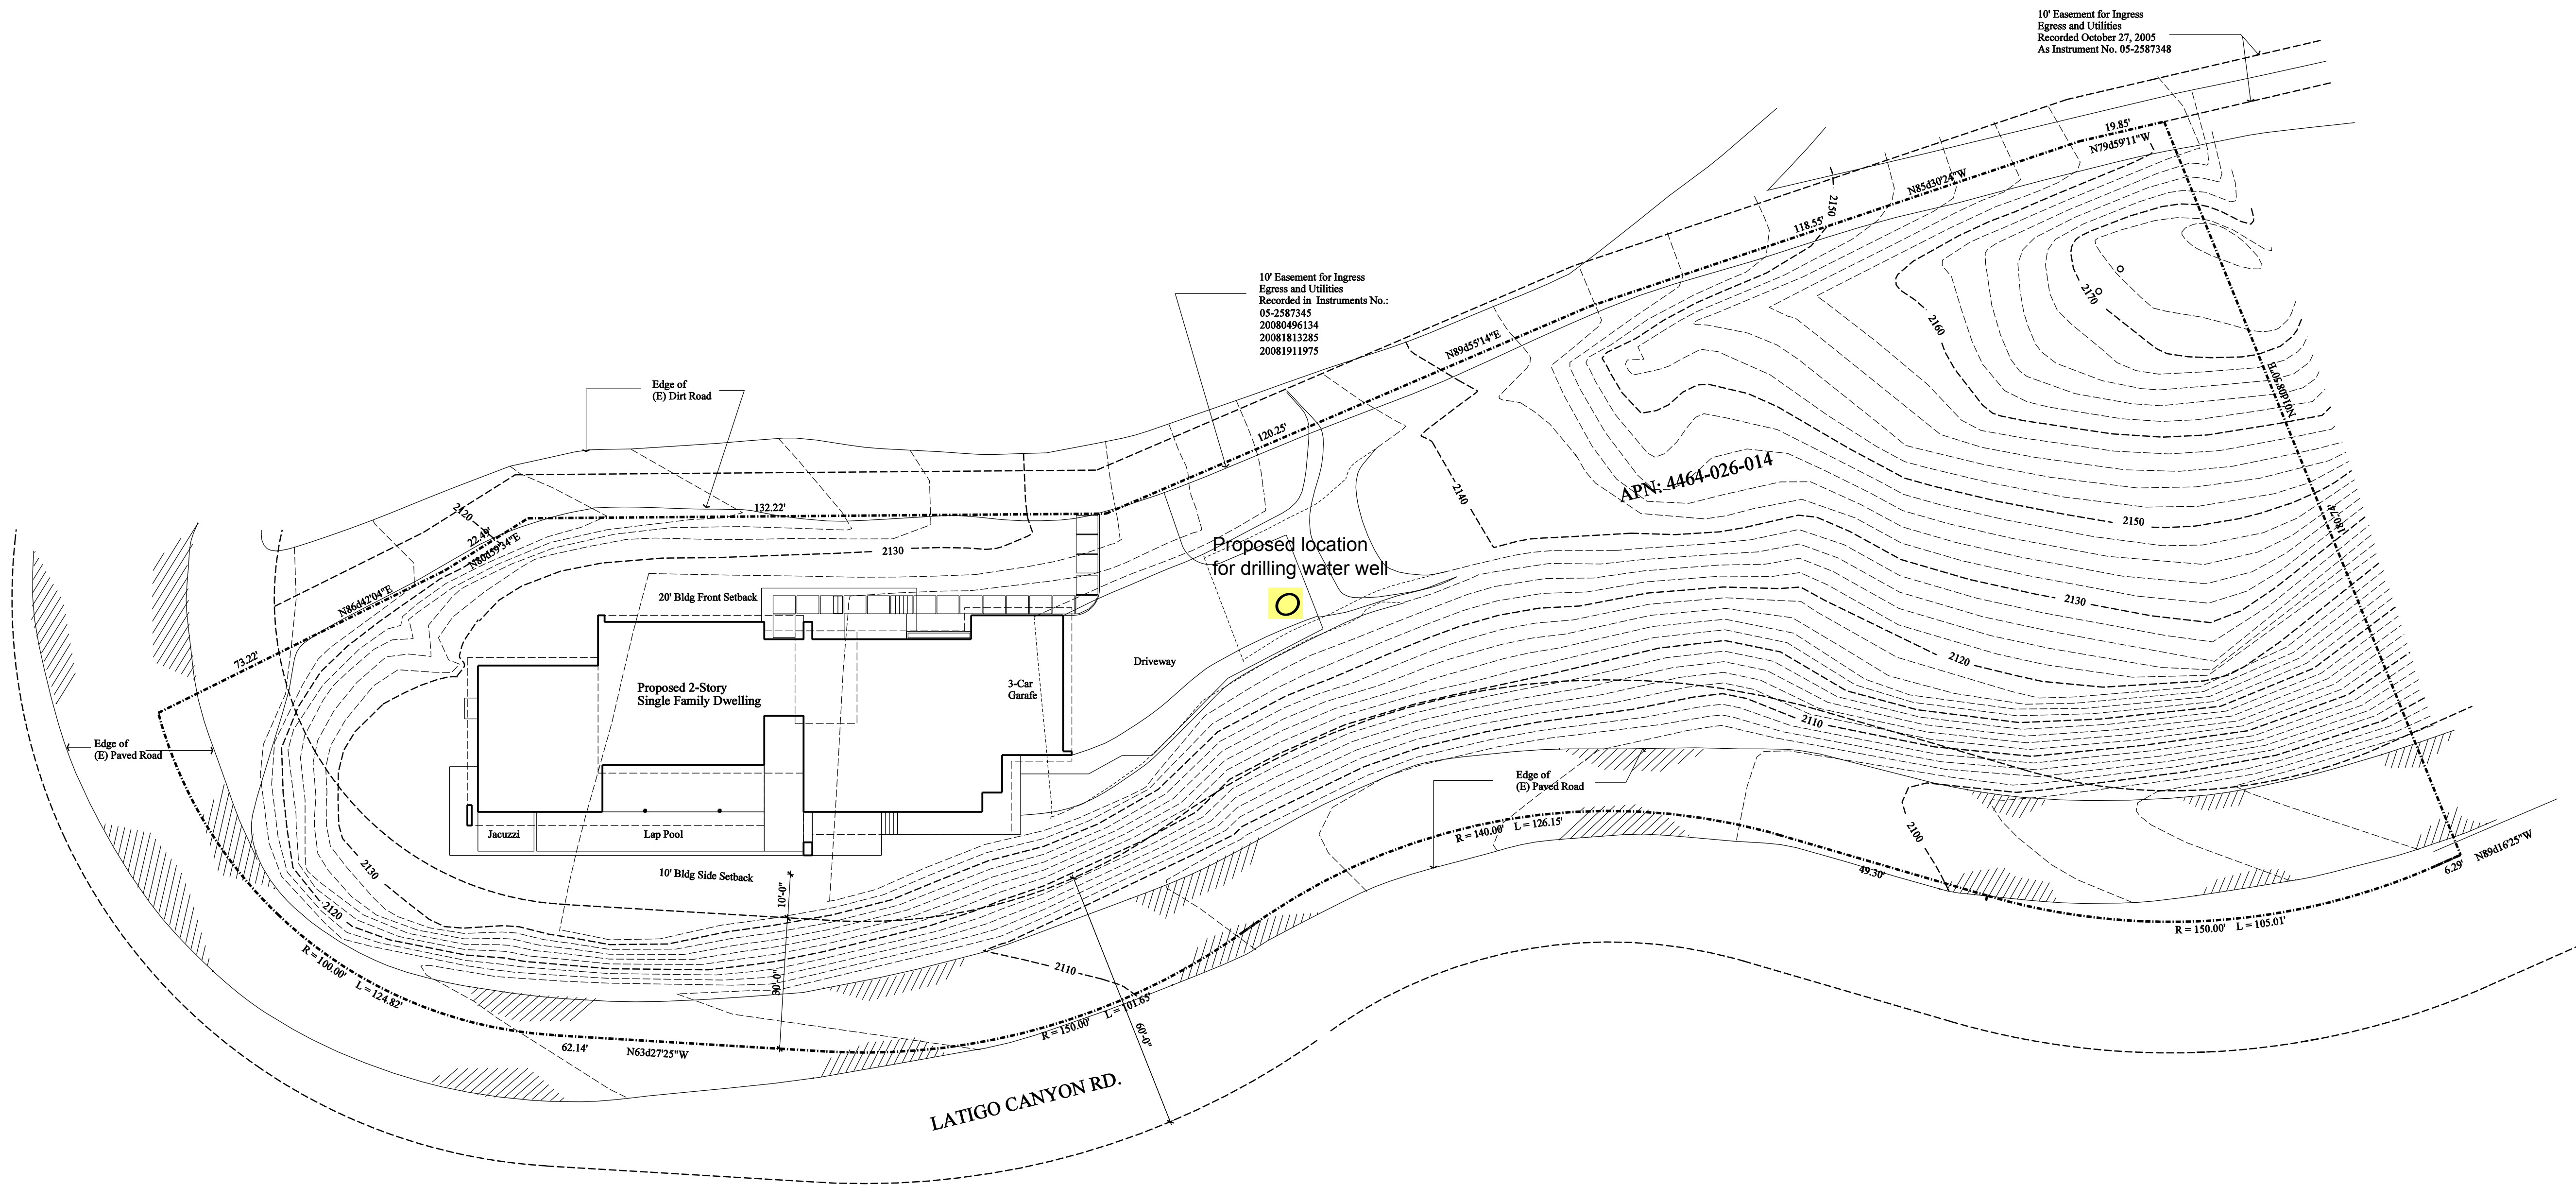 10' Easement for Ingress
Egress and Utilities
Recorded October 27, 2005
As Instrument No. 05-2587348
19.85'
N79d59'11"W
N85d30'24"W
2150
118.55'
10' Easement for Ingress
Egress and Utilities
Recorded in Instruments No.:
05-2587345
20080496134
20081813285
20081911975
2170
2160
N89d55'14"E
N01d08'50"E
Edge of
(E) Dirt Road
120.25'
APN: 4464-026-014
2140
2150
180.74'
2120
132.22'
22.49'
N80d59'34"E
2130
Proposed location
for drilling water well
N86d42'04"E
20' Bldg Front Setback
2130
73.22'
Driveway
2120
Proposed 2-Story
Single Family Dwelling
3-Car
Garafe
2110
Edge of
(E) Paved Road
Edge of
(E) Paved Road
Jacuzzi
Lap Pool
R = 140.00' L = 126.15'
2100
N89d16'25"W
6.29'
49.30'
2130
10' Bldg Side Setback
10'-0"
2120
R = 150.00' L = 105.01'
R = 100.00'
L = 124.82'
30'-0"
2110
R = 150.00' L = 101.65'
60'-0"
62.14'
N63d27'25"W
LATIGO CANYON RD.